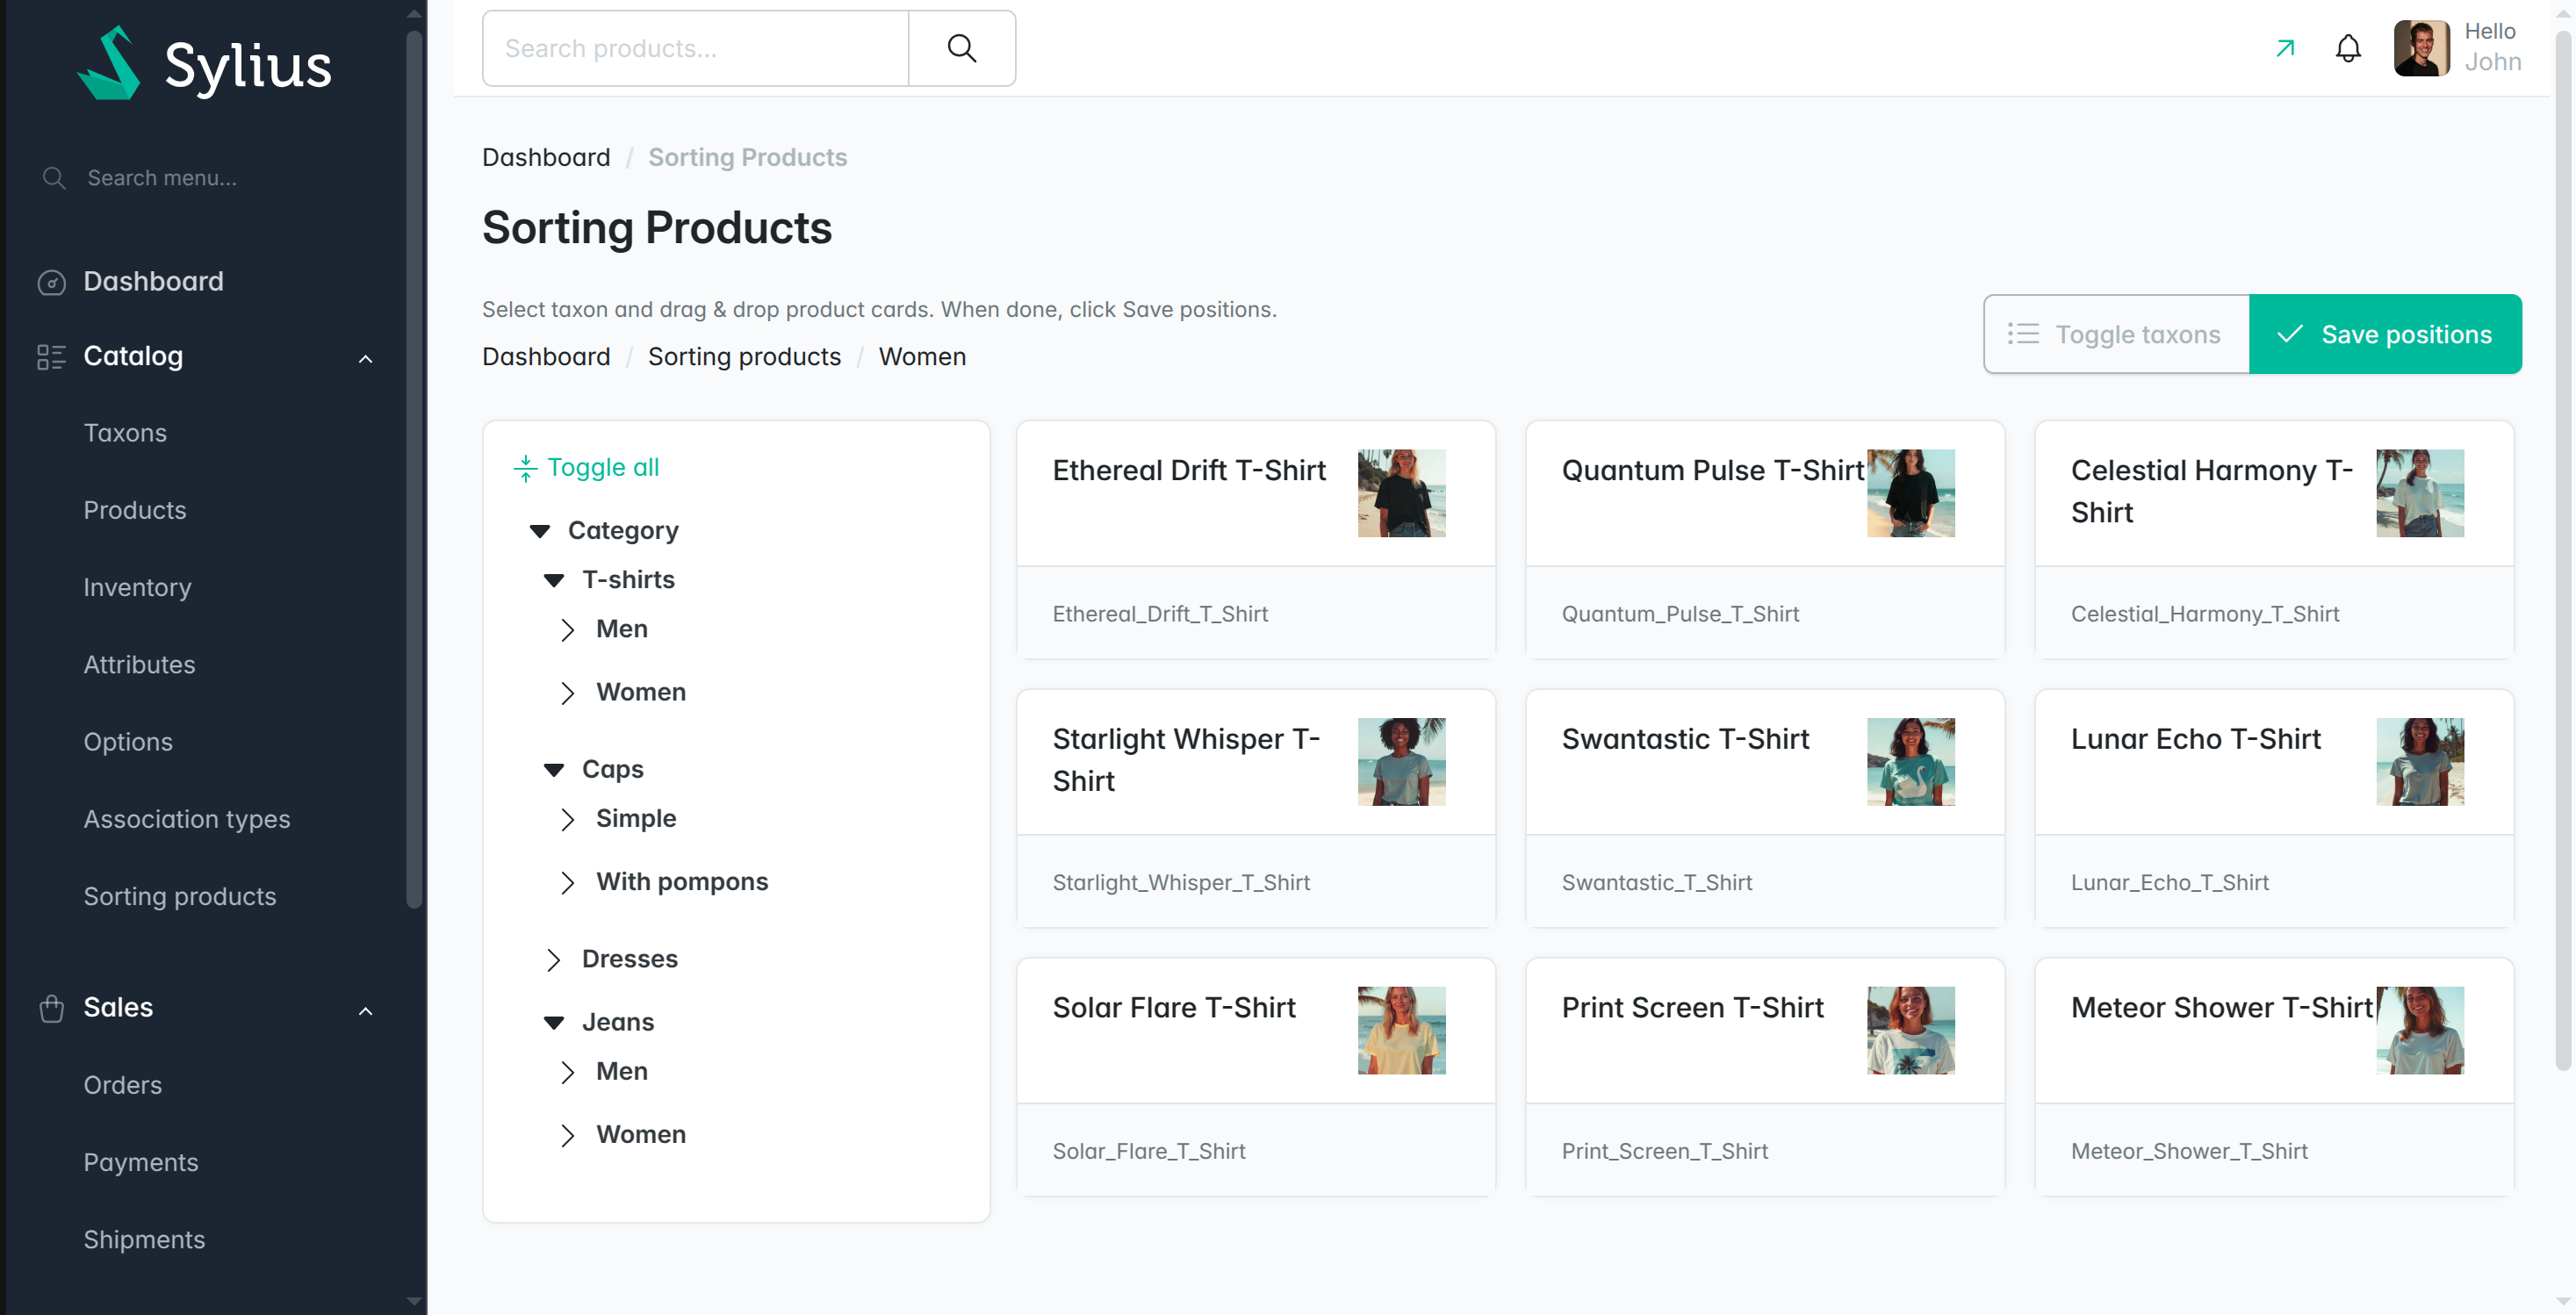 Sylius
Search menu...
Dashboard
Catalog
Taxons
Products
Inventory
Attributes
Options
Association types
Sorting products
Sales
Orders
Payments
Shipments
Search products...
Hello
John
Dashboard / Sorting Products
Sorting Products
Select taxon and drag & drop product cards. When done, click Save positions.
Dashboard / Sorting products / Women
Toggle taxons
Save positions
Toggle all
Category
T-shirts
Men
Women
Caps
Simple
With pompons
Dresses
Jeans
Men
Women
Ethereal Drift T-Shirt
Ethereal_Drift_T_Shirt
Quantum Pulse T-Shirt
Quantum_Pulse_T_Shirt
Celestial Harmony T-
Shirt
Celestial_Harmony_T_Shirt
Starlight Whisper T-
Shirt
Starlight_Whisper_T_Shirt
Swantastic T-Shirt
Swantastic_T_Shirt
Lunar Echo T-Shirt
Lunar_Echo_T_Shirt
Solar Flare T-Shirt
Solar_Flare_T_Shirt
Print Screen T-Shirt
Print_Screen_T_Shirt
Meteor Shower T-Shirt
Meteor_Shower_T_Shirt